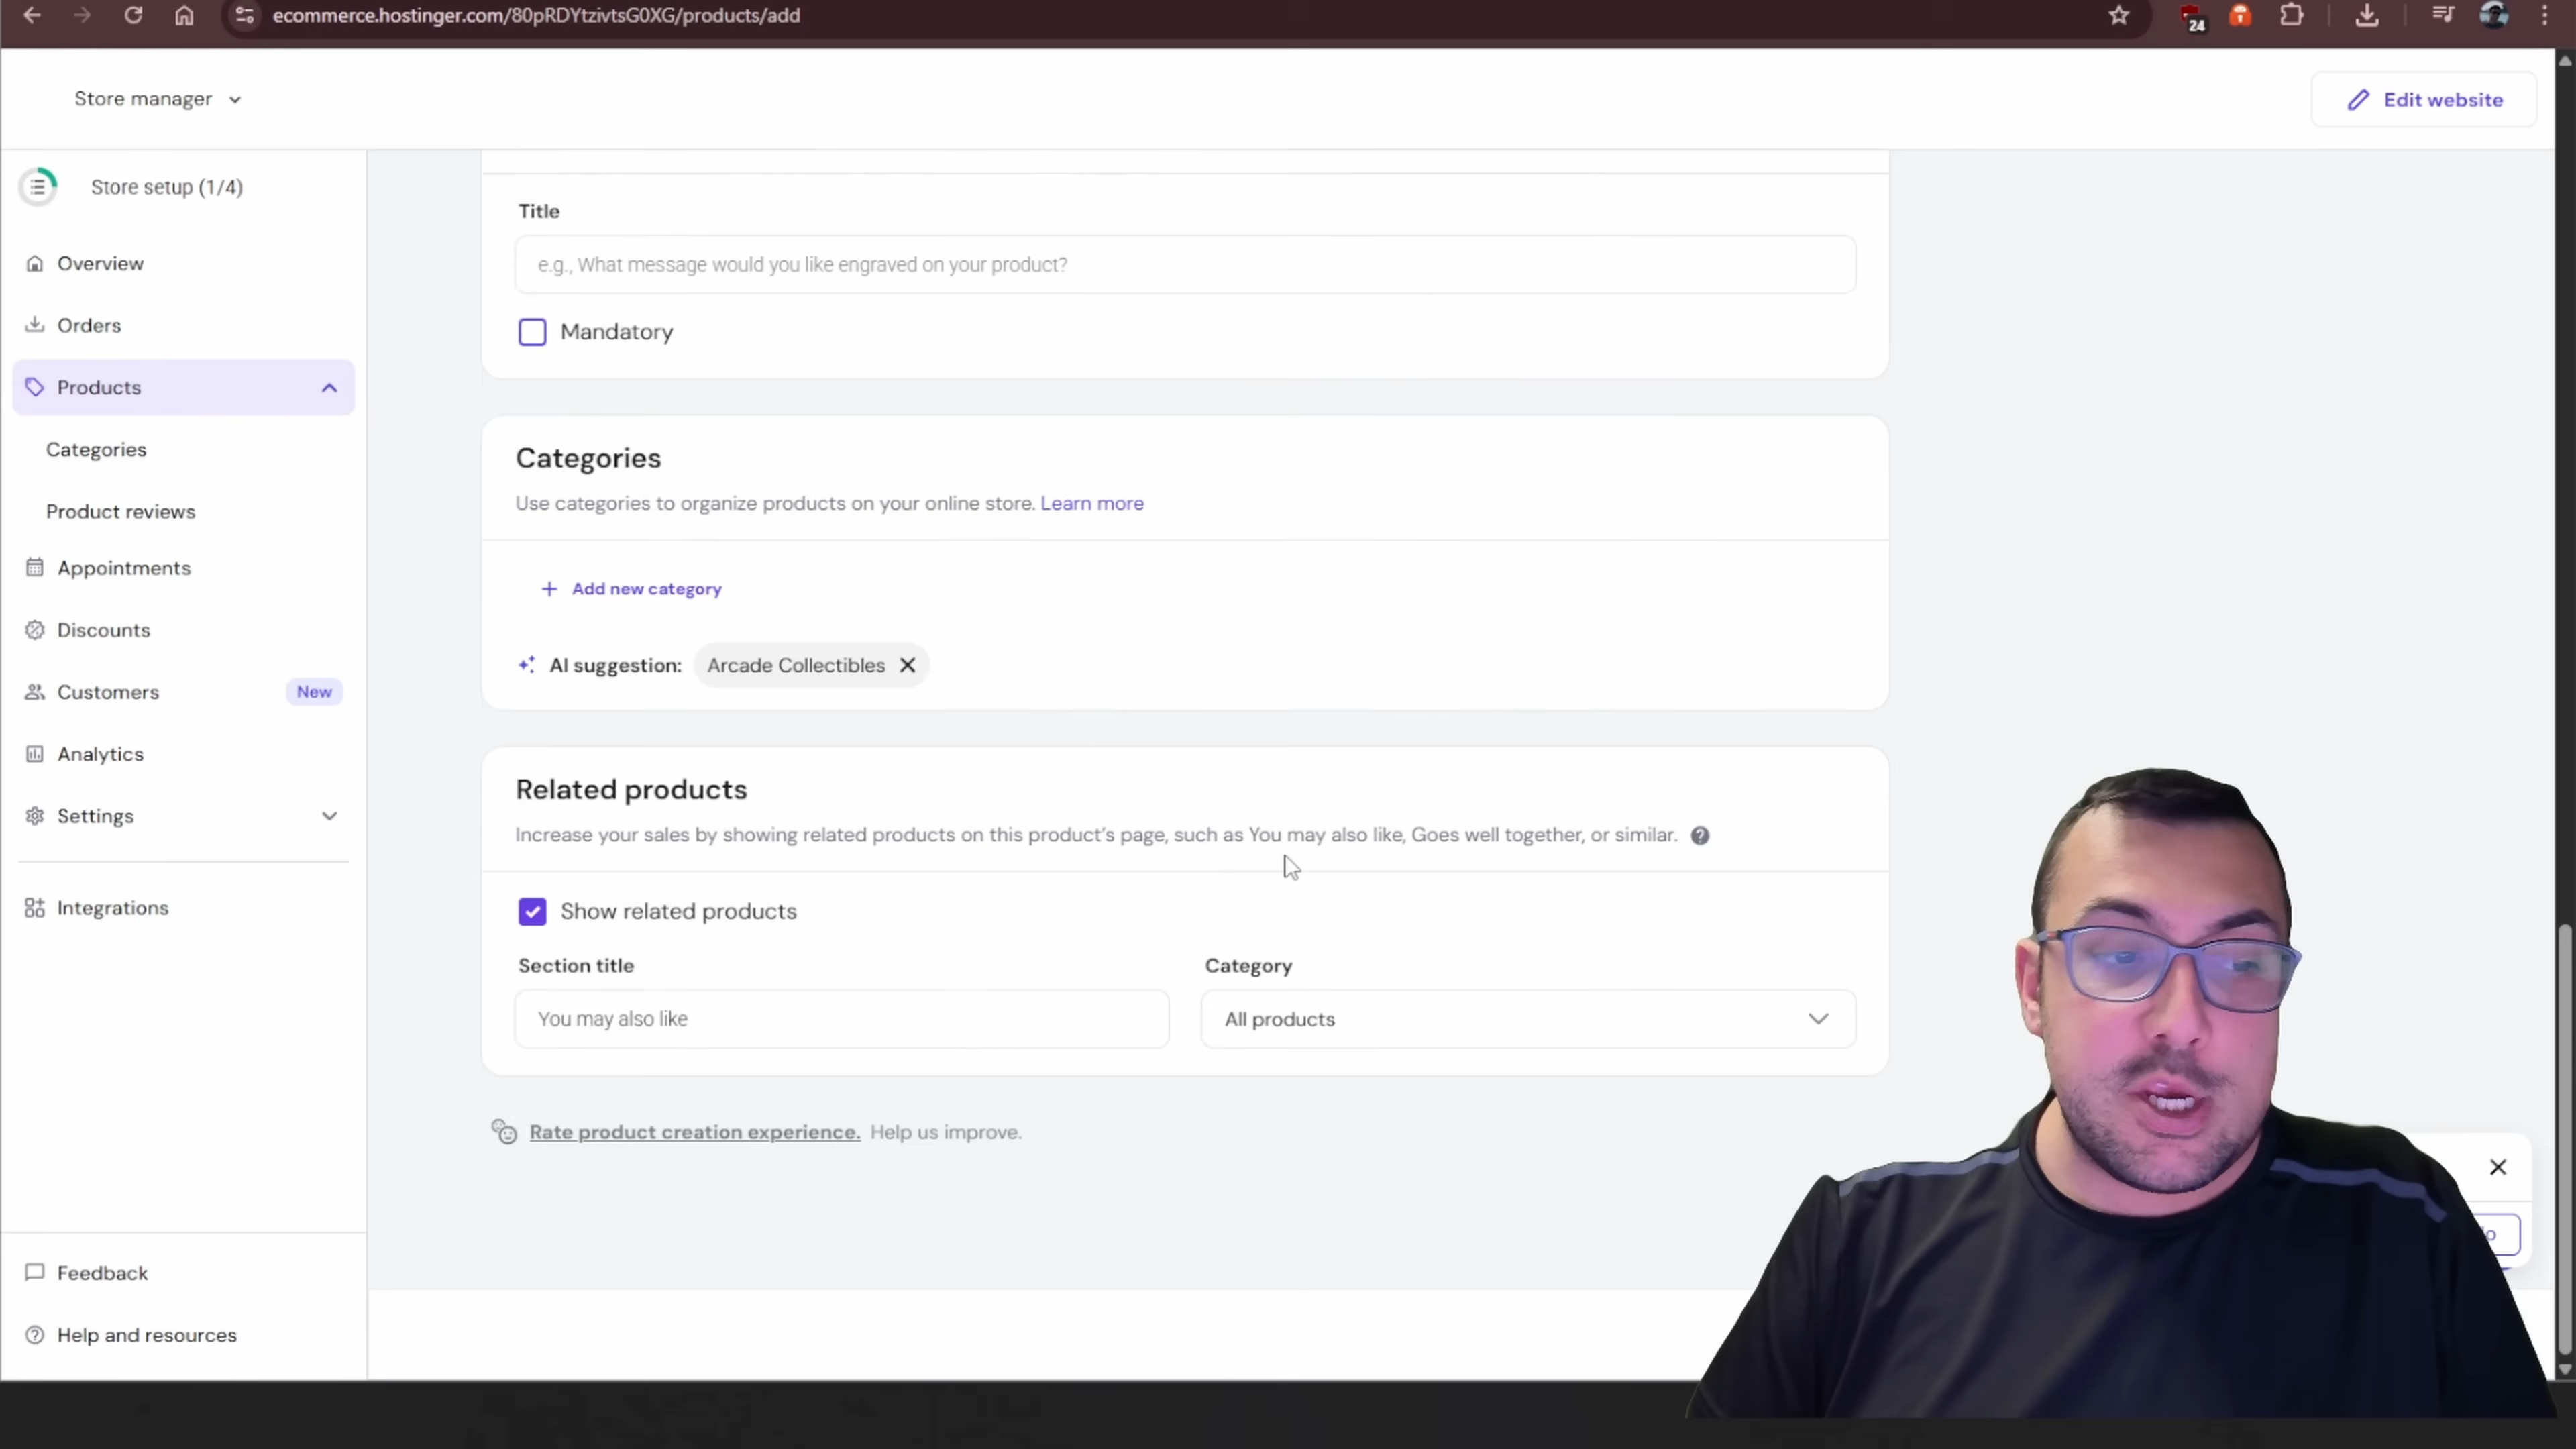 ecommerce.hostinger.com/80pRDYtzivtsG0XG/products/add
24
Store manager
Edit website
Store setup (1/4)
Overview
Orders
Products
Categories
Product reviews
Appointments
Discounts
Customers
New
Analytics
Settings
Integrations
Feedback
Help and resources
Title
e.g., What message would you like engraved on your product?
Mandatory
Categories
Use categories to organize products on your online store. Learn more
Add new category
AI suggestion: Arcade Collectibles
Related products
Increase your sales by showing related products on this product's page, such as You may also like, Goes well together, or similar.
Show related products
Section title
Category
You may also like
All products
Rate product creation experience. Help us improve.